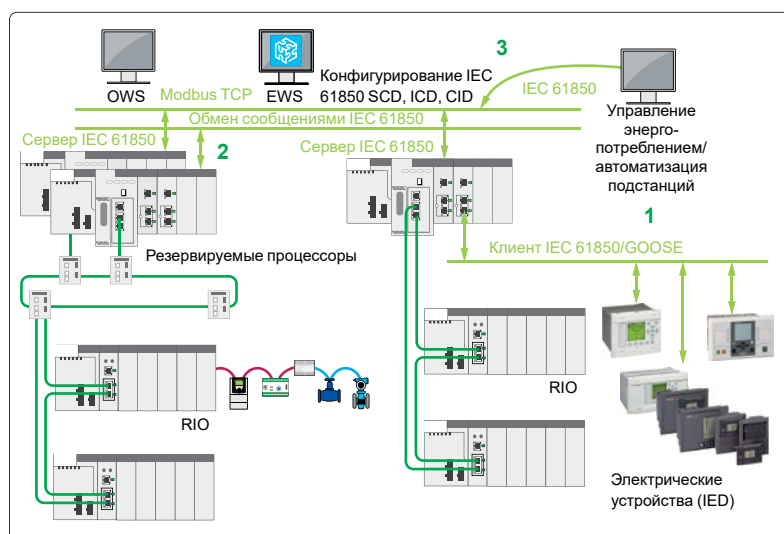 3
OWS
EWS
Конфигурирование IEC
61850 SCD, ICD, CID
IEC 61850
Modbus TCP
Обмен сообщениями IEC 61850
Управление
энерго-
потреблением/
автоматизация
подстанций
Сервер IEC 61850
2
Сервер IEC 61850
1
Клиент IEC 61850/GOOSE
Резервируемые процессоры
RIO
RIO
Электрические
устройства (IED)